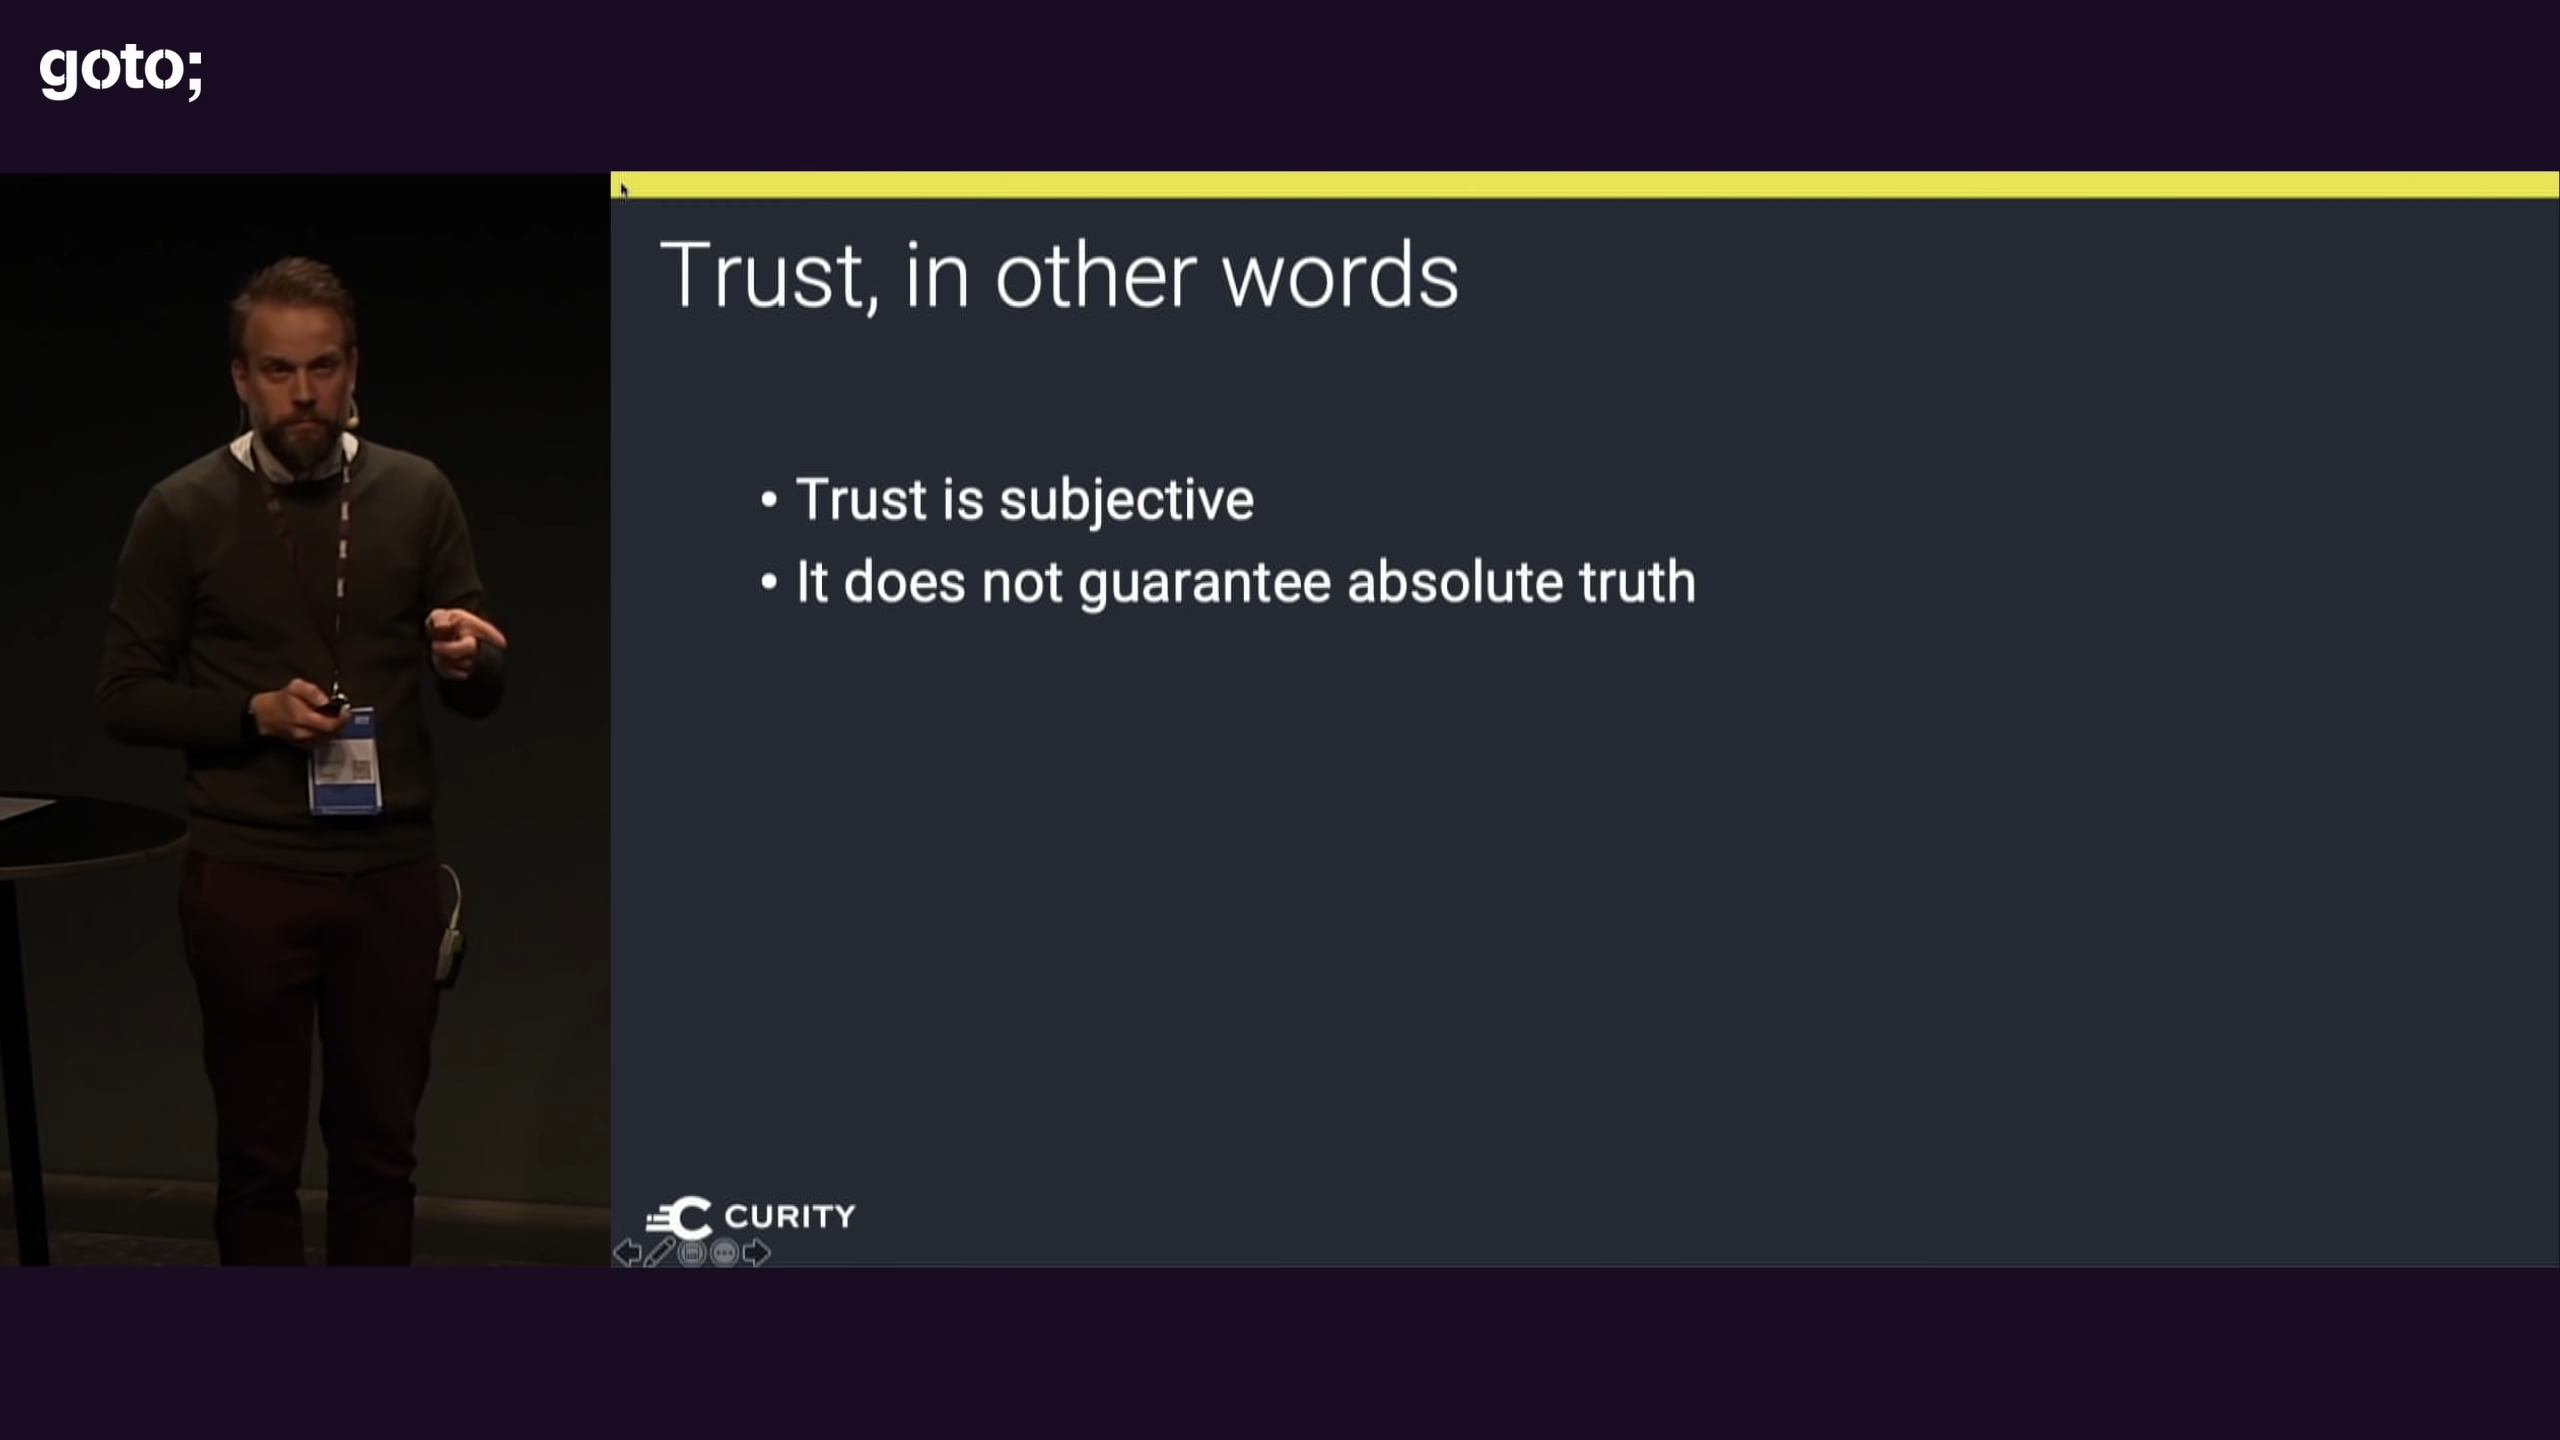 goto;
Trust, in other words
• Trust is subjective
• It does not guarantee absolute truth
CURITY